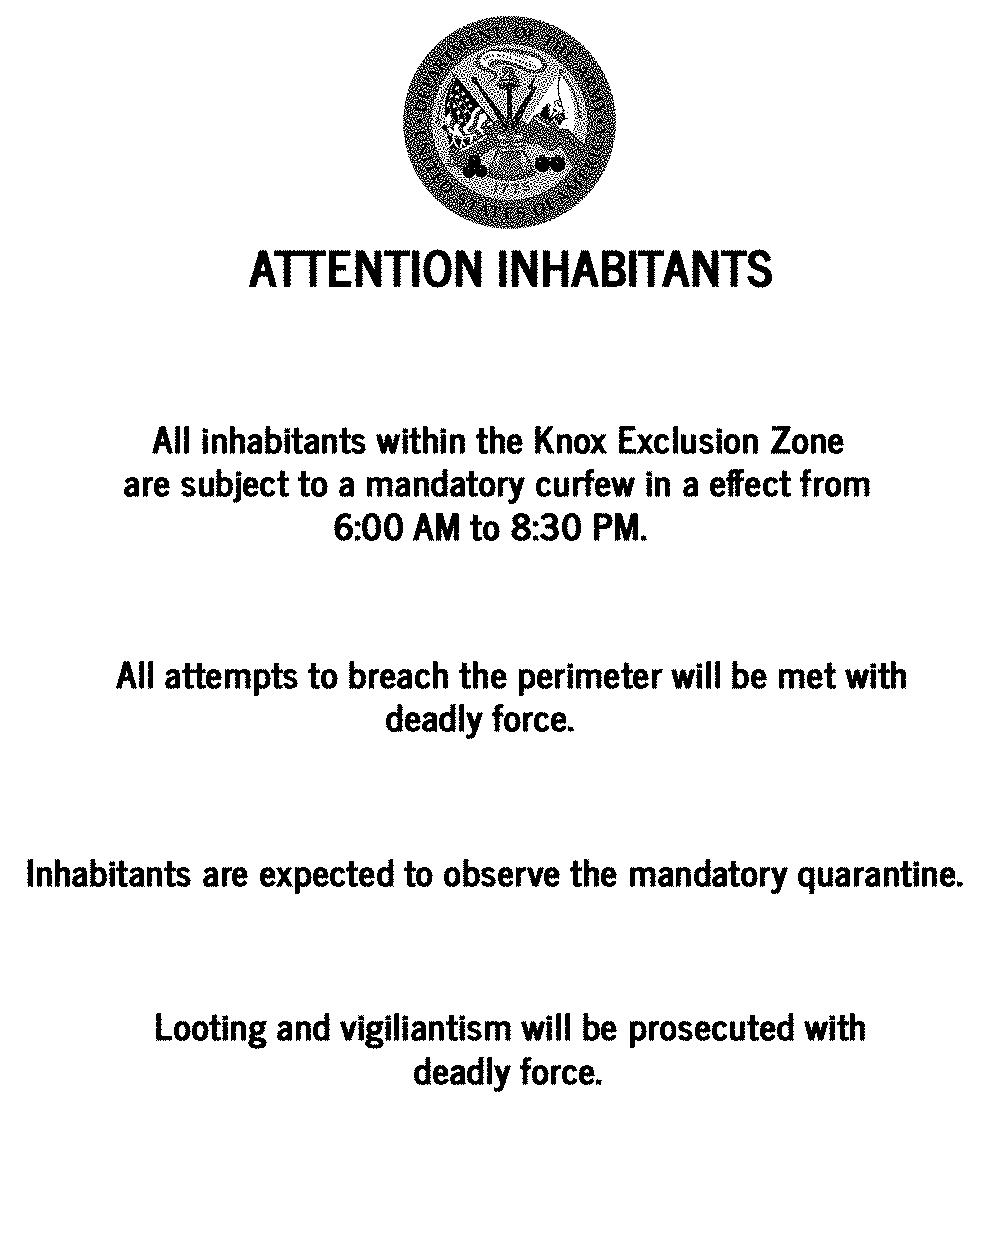 ATTENTION INHABITANTS
All inhabitants within the Knox Exclusion Zone
are subject to a mandatory curfew in a effect from
6:00 AM to 8:30 PM.
All attempts to breach the perimeter will be met with
deadly force.
Inhabitants are expected to observe the mandatory quarantine.
Looting and vigiliantism will be prosecuted with
deadly force.